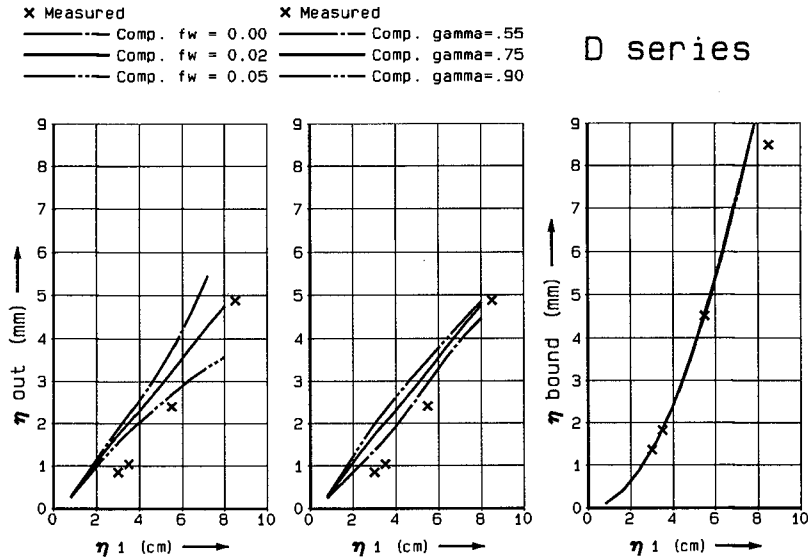 × Measured × Measured
Comp. fw = 0.00 Comp. gamma=.55
Comp. fw = 0.02 Comp. gamma=.75
Comp. fw = 0.05 Comp. gamma=.90
D series
9 9 9
8 8 8
7 7 7
6 6 6
5 5 5
4 4 4
3 3 3
2 2 2
1 1 1
0 0 0
η out (mm)
η bound (mm)
0 2 4 6 8 10 0 2 4 6 8 10 0 2 4 6 8 10
η 1 (cm) η 1 (cm) η 1 (cm)